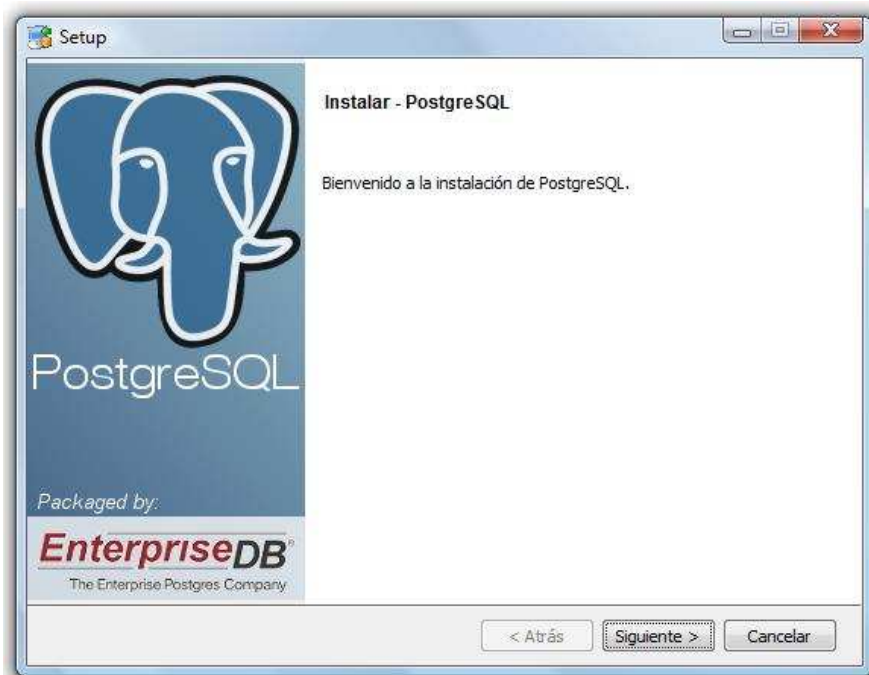 Setup
Instalar - PostgreSQL
Bienvenido a la instalación de PostgreSQL.
PostgreSQL
Packaged by:
EnterpriseDB®
The Enterprise Postgres Company
< Atrás
Siguiente >
Cancelar